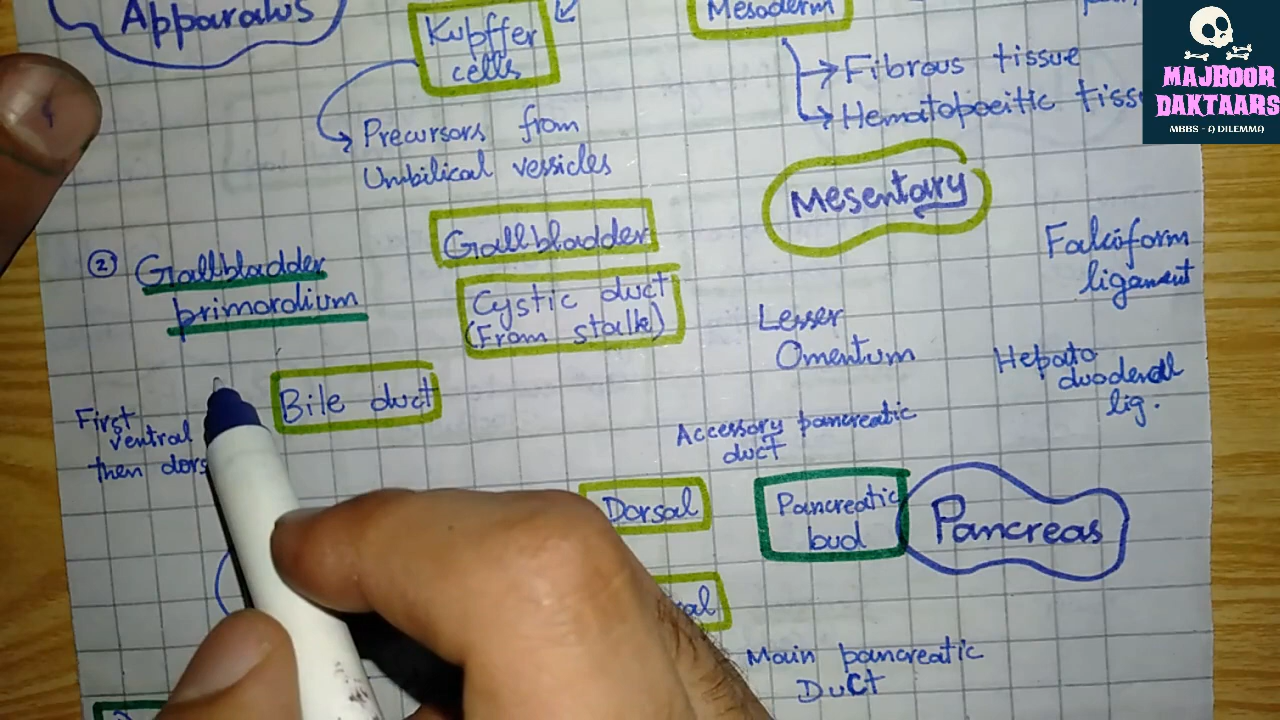 Apparatus
Kupffer
cells
Mesoderm
Precursors from
Umbilical vessicles
Fibrous tissue
Hematopoeitic tiss
MAJBOOR
DAKTAARS
MBBS - A DILEMMA
Mesentary
② Gallbladder
primordium
Gallbladder
Cystic duct
(From stalk)
Bile duct
Lesser
Omentum
Falciform
ligament
Hepato
duodenal
lig.
First
ventral
then dors
Accessory pancreatic
duct
Dorsal
Pancreatic
bud
Pancreas
Main pancreatic
Duct